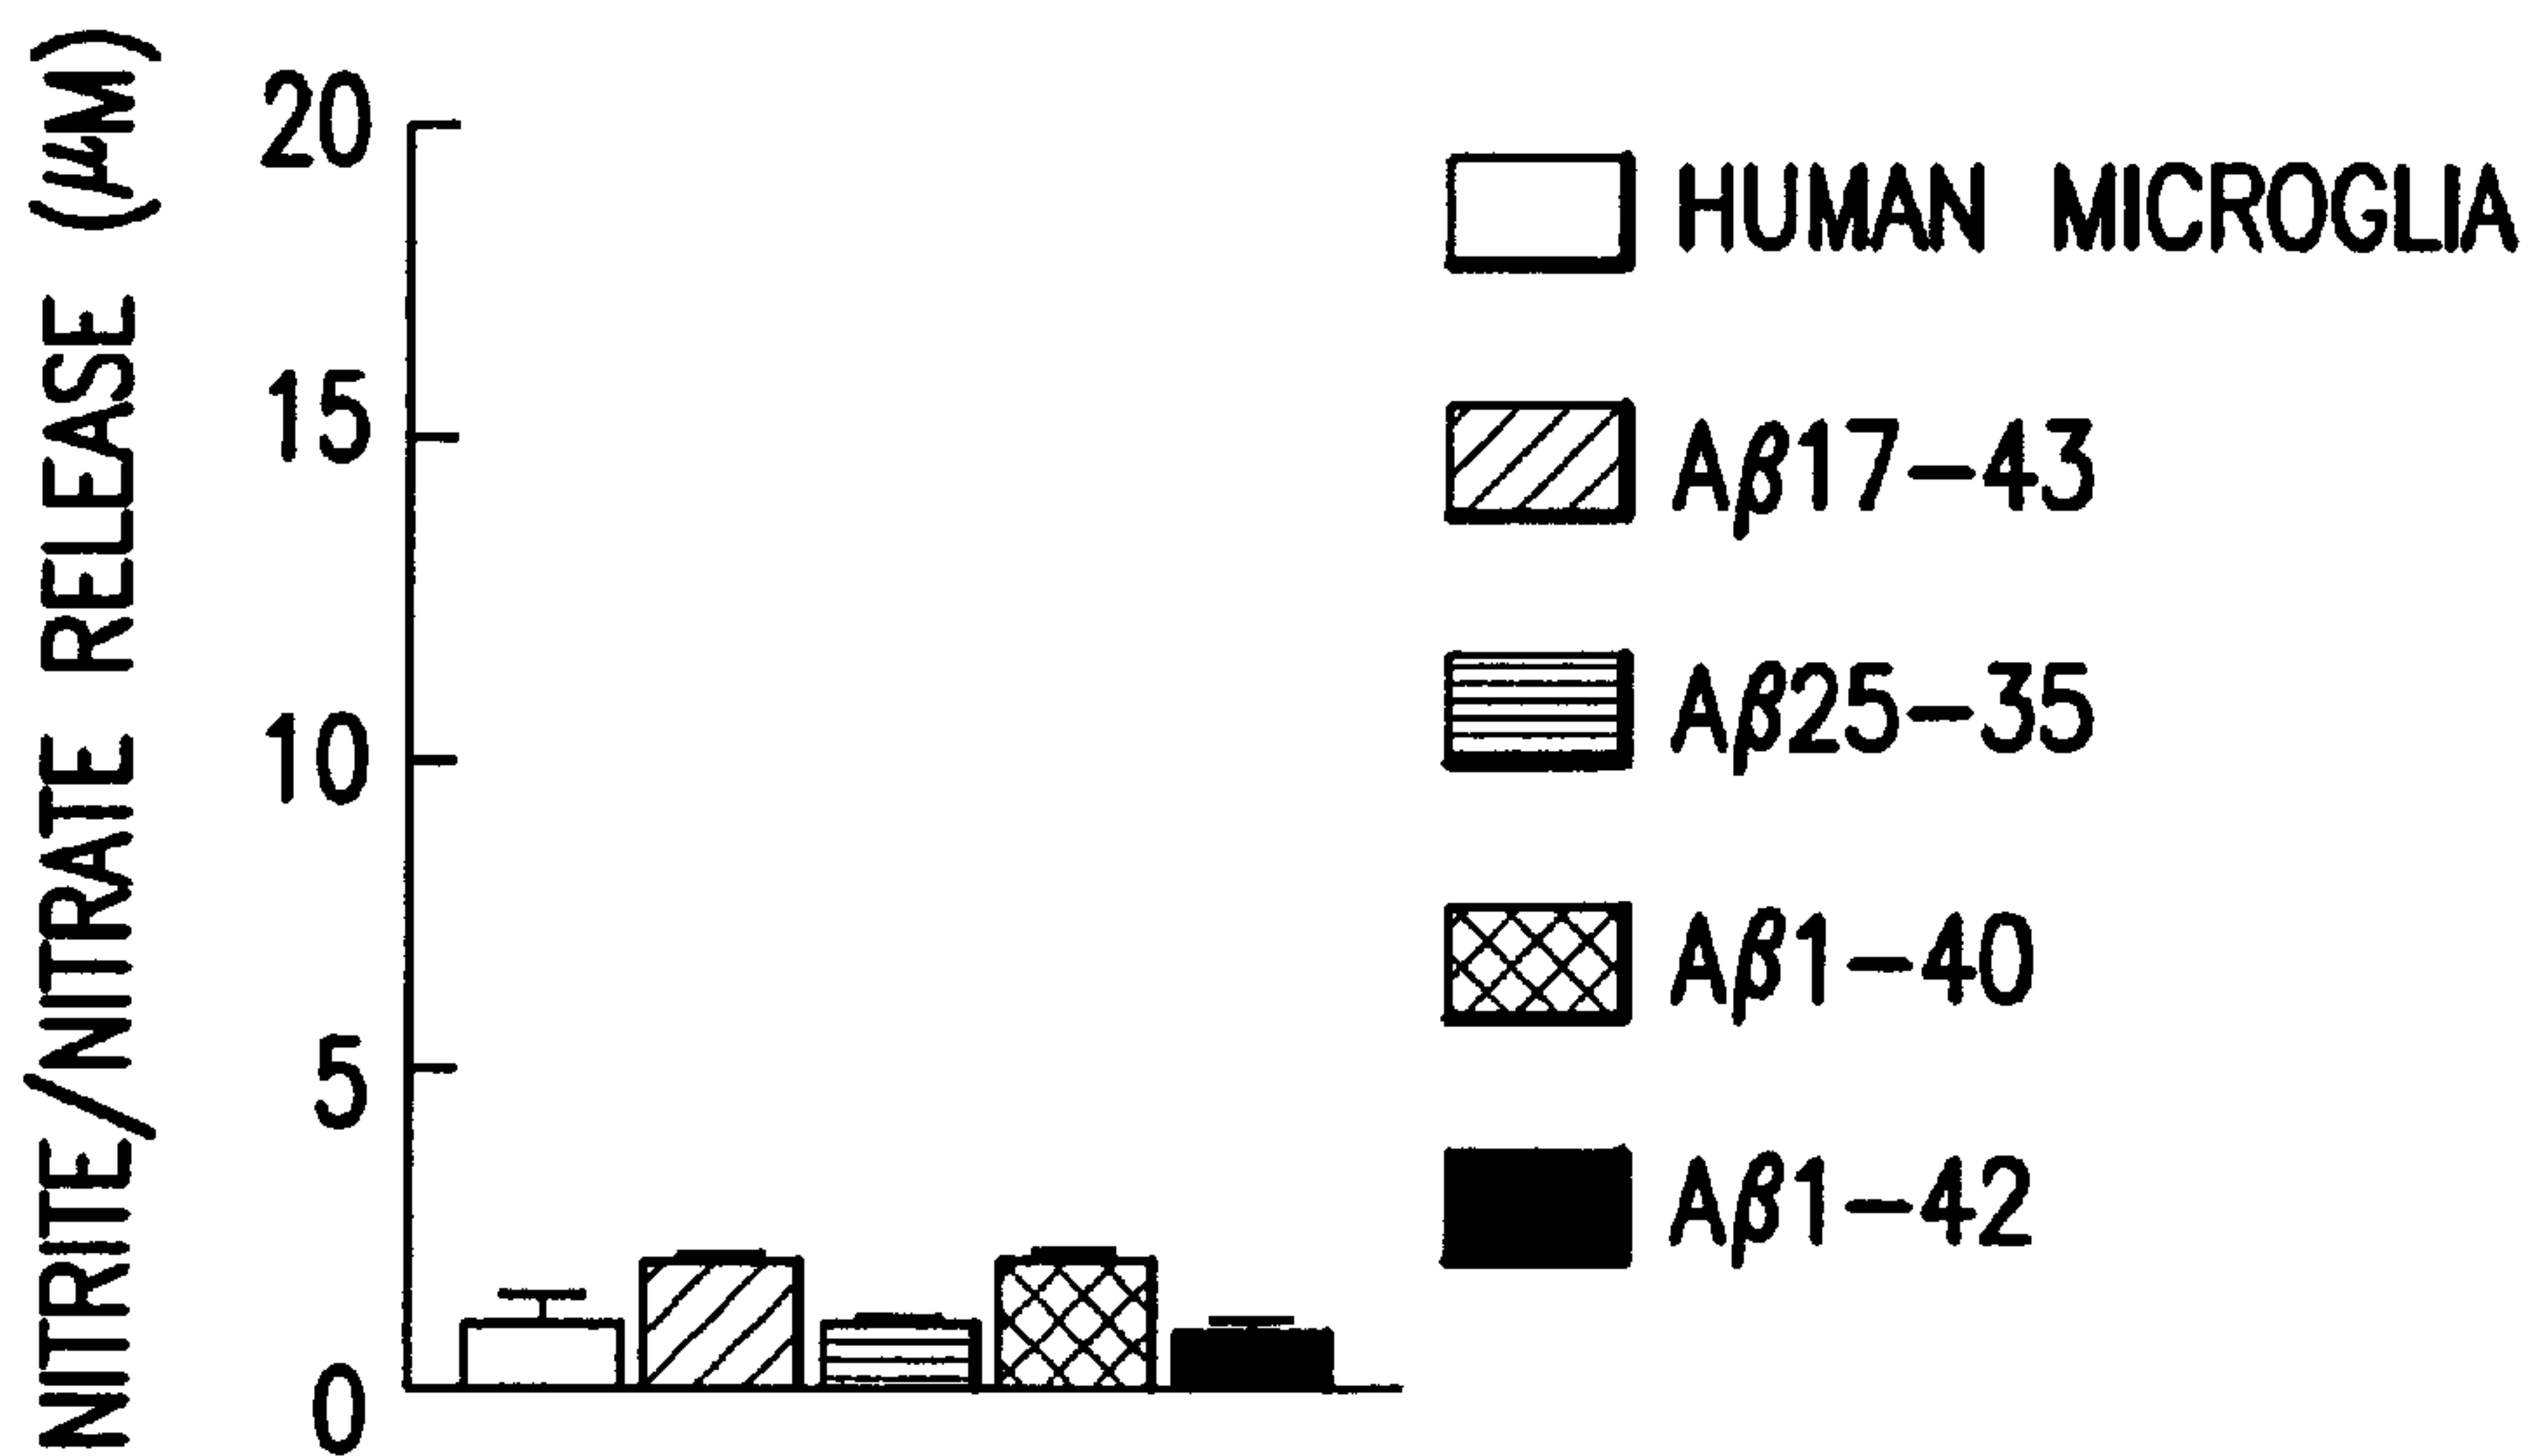 NITRITE/NITRATE RELEASE (μM)
20
15
10
5
0
HUMAN MICROGLIA
Aβ17-43
Aβ25-35
Aβ1-40
Aβ1-42